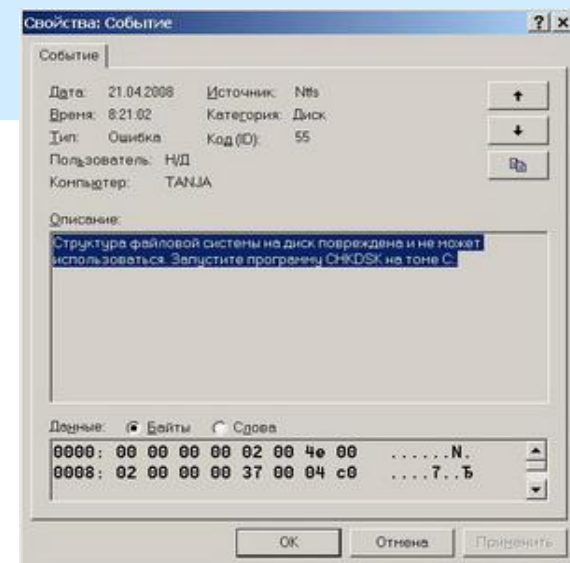 Свойства: Событие
Событие
Дата: 21.04.2008 Источник: Ntfs
Время: 8:21:02 Категория: Диск
Тип: Ошибка Код (ID): 55
Пользователь: Н/Д
Компьютер: TANJA
Описание:
Структура файловой системы на диск повреждена и не может
использоваться. Запустите программу CHKDSK на томе C:.
Данные: Байты Слова
0000: 00 00 00 00 02 00 4e 00 ......N.
0008: 02 00 00 00 37 00 04 c0 ....7..Ђ
OK Отмена Применить